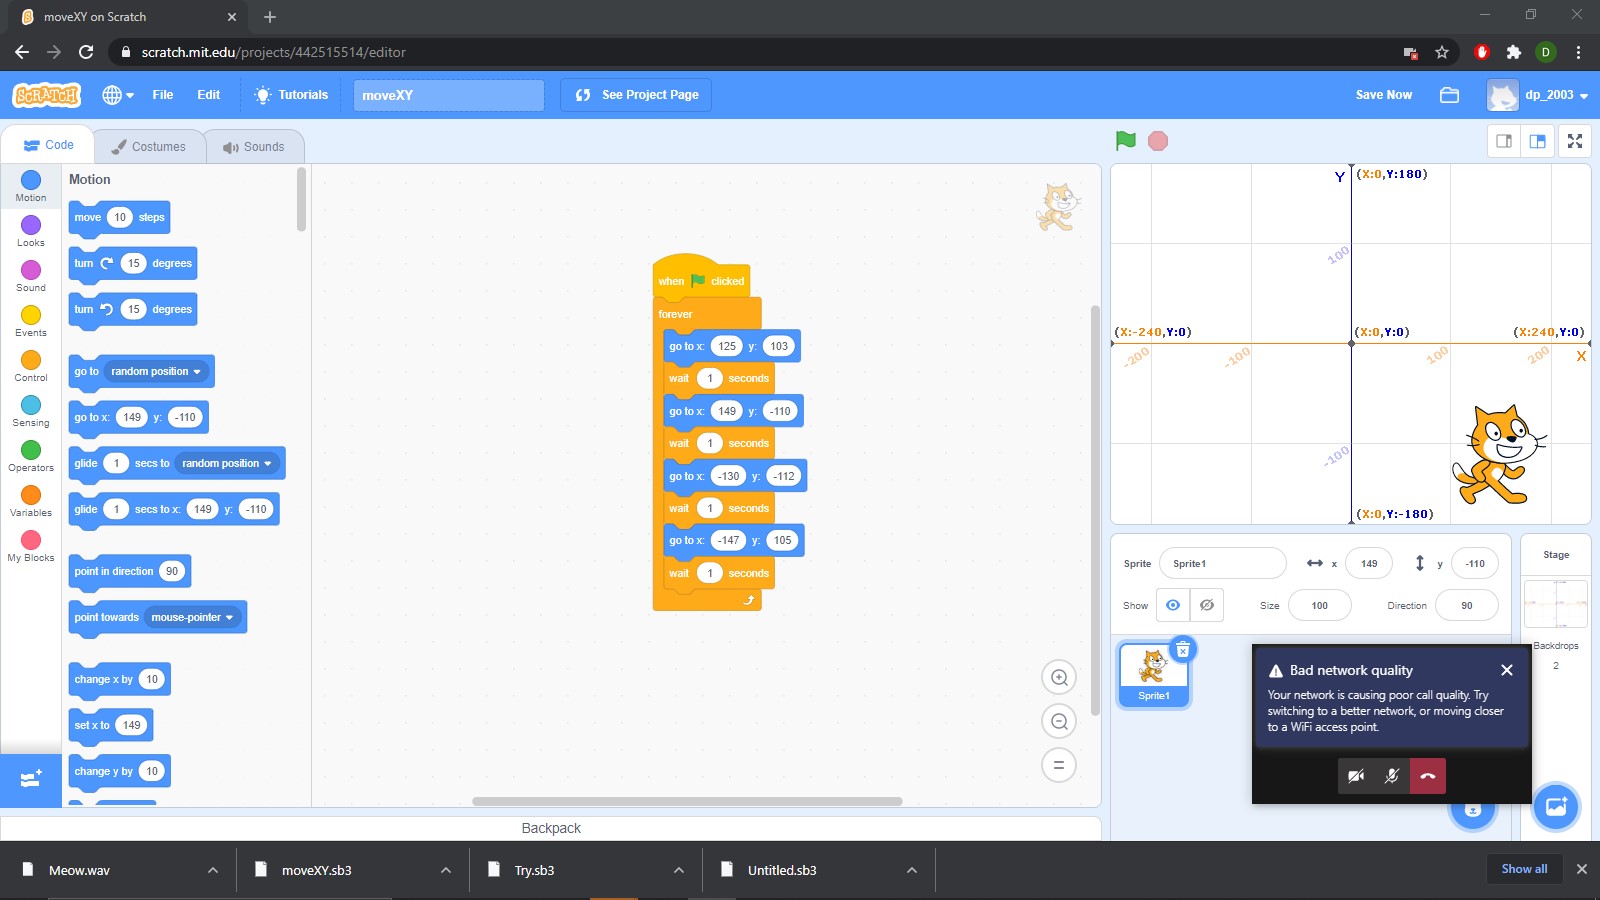 moveXY on Scratch
scratch.mit.edu/projects/442515514/editor
D
SCRATCH
File
Edit
Tutorials
moveXY
See Project Page
Save Now
dp_2003
Code
Costumes
Sounds
Motion
Looks
Sound
Events
Control
Sensing
Operators
Variables
My Blocks
Motion
move 10 steps
turn 15 degrees
turn 15 degrees
go to random position
go to x: 149 y: -110
glide 1 secs to random position
glide 1 secs to x: 149 y: -110
point in direction 90
point towards mouse-pointer
change x by 10
set x to 149
change y by 10
when clicked
forever
go to x: 125 y: 103
wait 1 seconds
go to x: 149 y: -110
wait 1 seconds
go to x: -130 y: -112
wait 1 seconds
go to x: -147 y: 105
wait 1 seconds
Y (X:0,Y:180)
100
(X:-240,Y:0) (X:0,Y:0) (X:240,Y:0)
-200 -100 100 200 X
-100
(X:0,Y:-180)
Sprite Sprite1 x 149 y -110
Show Size 100 Direction 90
Sprite1
Stage
Backdrops
2
Bad network quality
Your network is causing poor call quality. Try
switching to a better network, or moving closer
to a WiFi access point.
Backpack
Meow.wav
moveXY.sb3
Try.sb3
Untitled.sb3
Show all